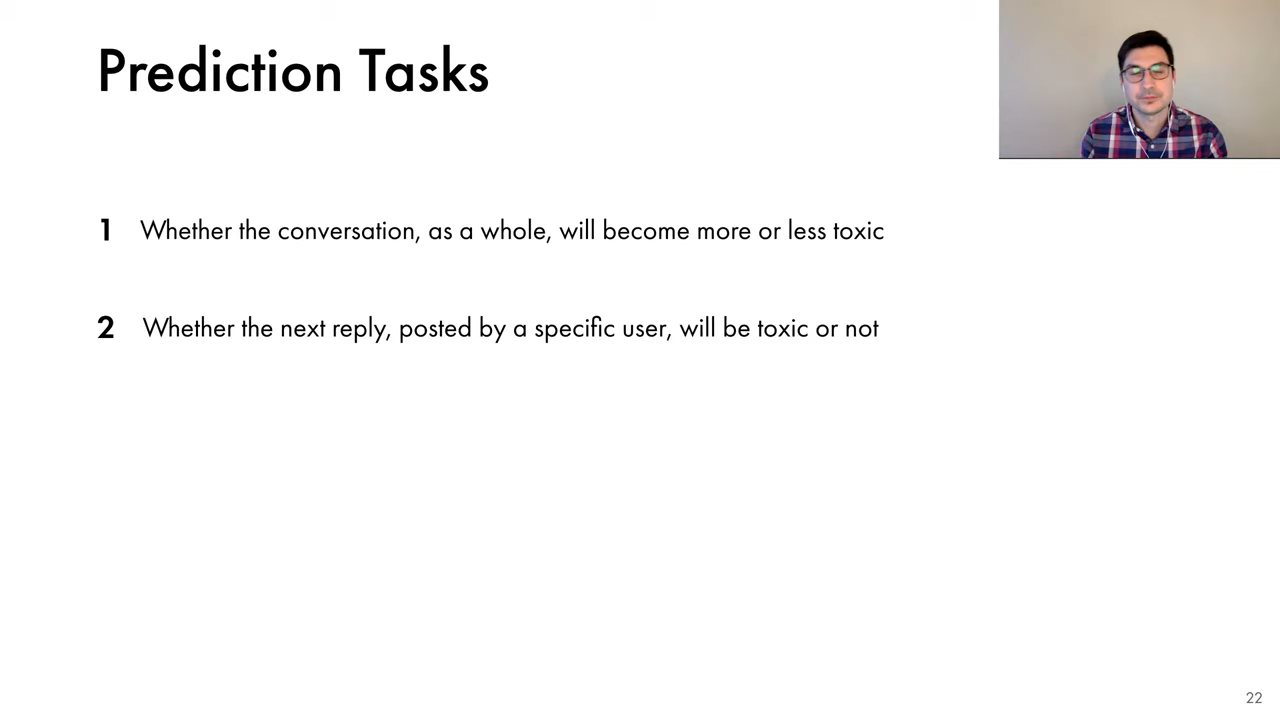 Prediction Tasks
1 Whether the conversation, as a whole, will become more or less toxic
2 Whether the next reply, posted by a specific user, will be toxic or not
22